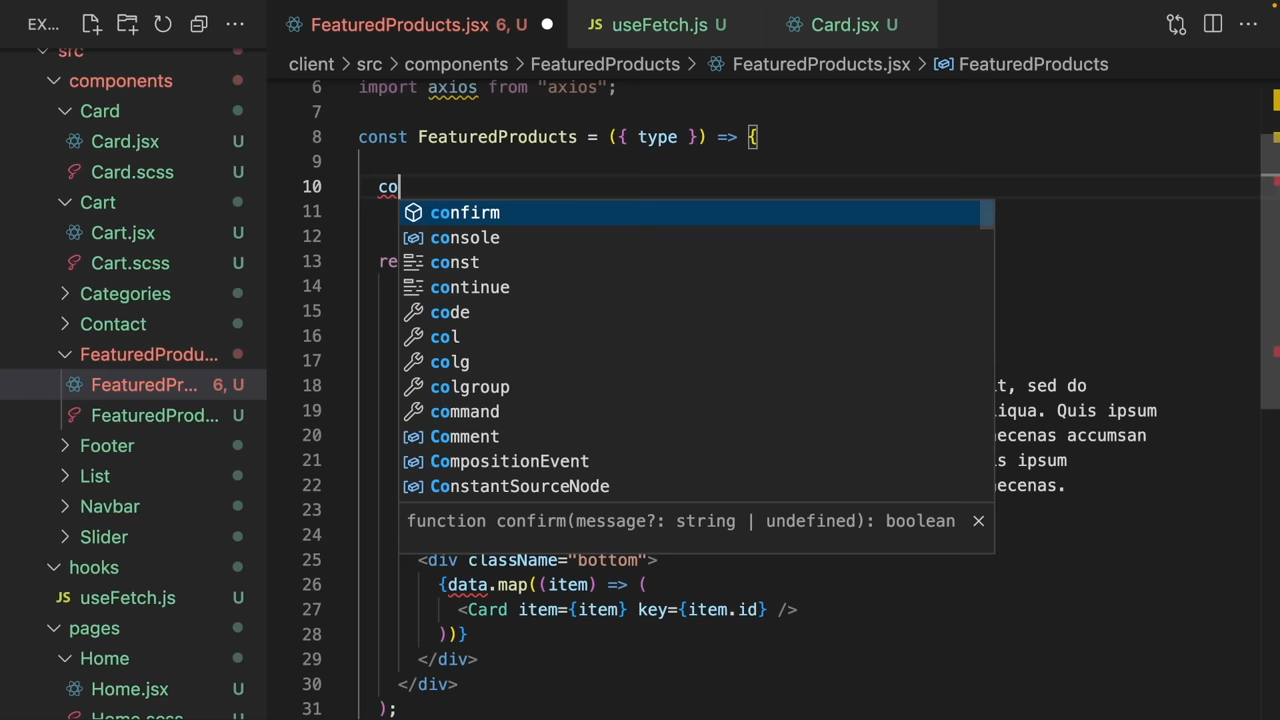 EX...
FeaturedProducts.jsx 6, U
JS useFetch.js U
Card.jsx U
client > src > components > FeaturedProducts > FeaturedProducts.jsx > FeaturedProducts
src
components
Card
Card.jsx U
Card.scss U
Cart
Cart.jsx U
Cart.scss U
Categories
Contact
FeaturedProdu...
FeaturedPr... 6, U
FeaturedProd... U
Footer
List
Navbar
Slider
hooks
JS useFetch.js U
pages
Home
Home.jsx U
Home.scss U
6 import axios from "axios";
7
8 const FeaturedProducts = ({ type }) => {
9
10 co
11
12
13 re
14
15
16
17
18 t, sed do
19 iqua. Quis ipsum
20 ecenas accumsan
21 s ipsum
22 ecenas.
23
24
25 <div className="bottom">
26 {data.map((item) => (
27 <Card item={item} key={item.id} />
28 ))}
29 </div>
30 </div>
31 );
confirm
console
const
continue
code
col
colg
colgroup
command
Comment
CompositionEvent
ConstantSourceNode
function confirm(message?: string | undefined): boolean